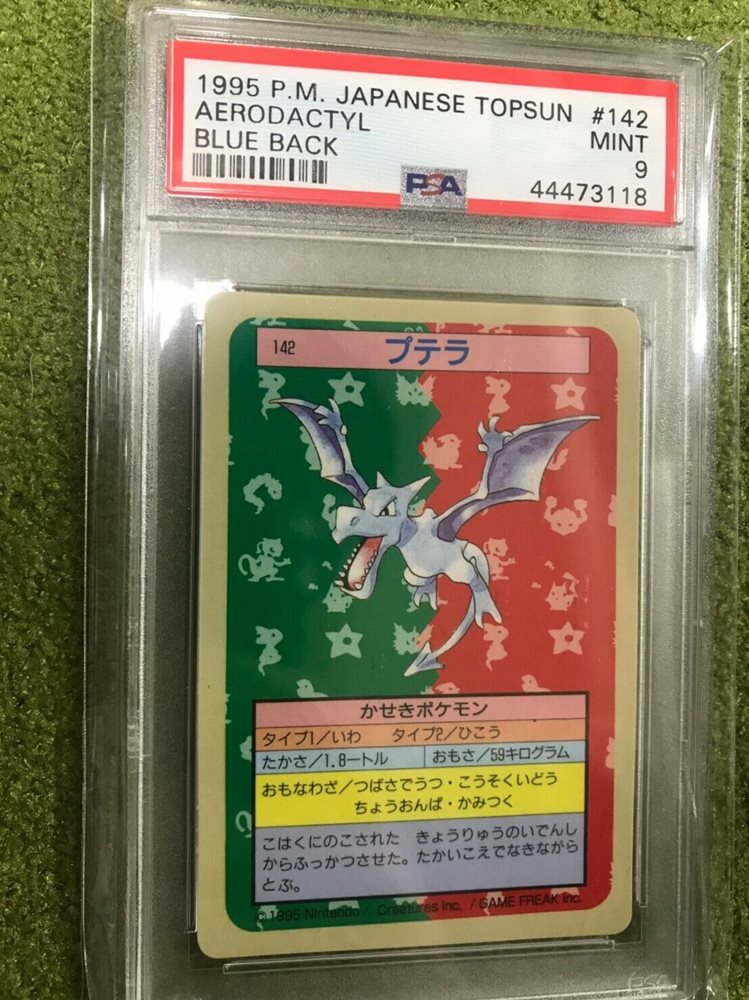 1995 P.M. JAPANESE TOPSUN #142
AERODACTYL MINT
BLUE BACK 9
PSA 44473118
142 プテラ
かせきポケモン
タイプ1/いわ タイプ2/ひこう
たかさ/1.8ートル おもさ/59キログラム
おもなわざ/つばさでうつ・こうそくいどう
ちょうおんぱ・かみつく
こはくにのこされた きょうりゅうのいでんし
からふっかつさせた。たかいこえでなきながら
とぶ。
©1995 Nintendo / Creatures inc. / GAME FREAK inc.
PSA